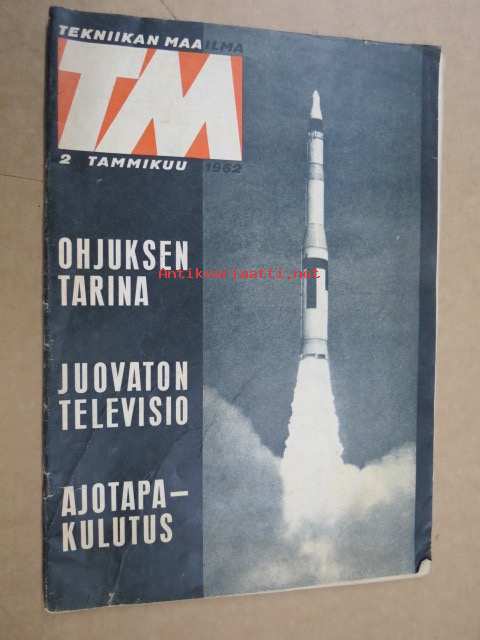 TEKNIIKAN MAAILMA
TM
2 TAMMIKUU 1962
OHJUKSEN
TARINA
Antikvariaatti.net
JUOVATON
TELEVISIO
AJOTAPA–
KULUTUS